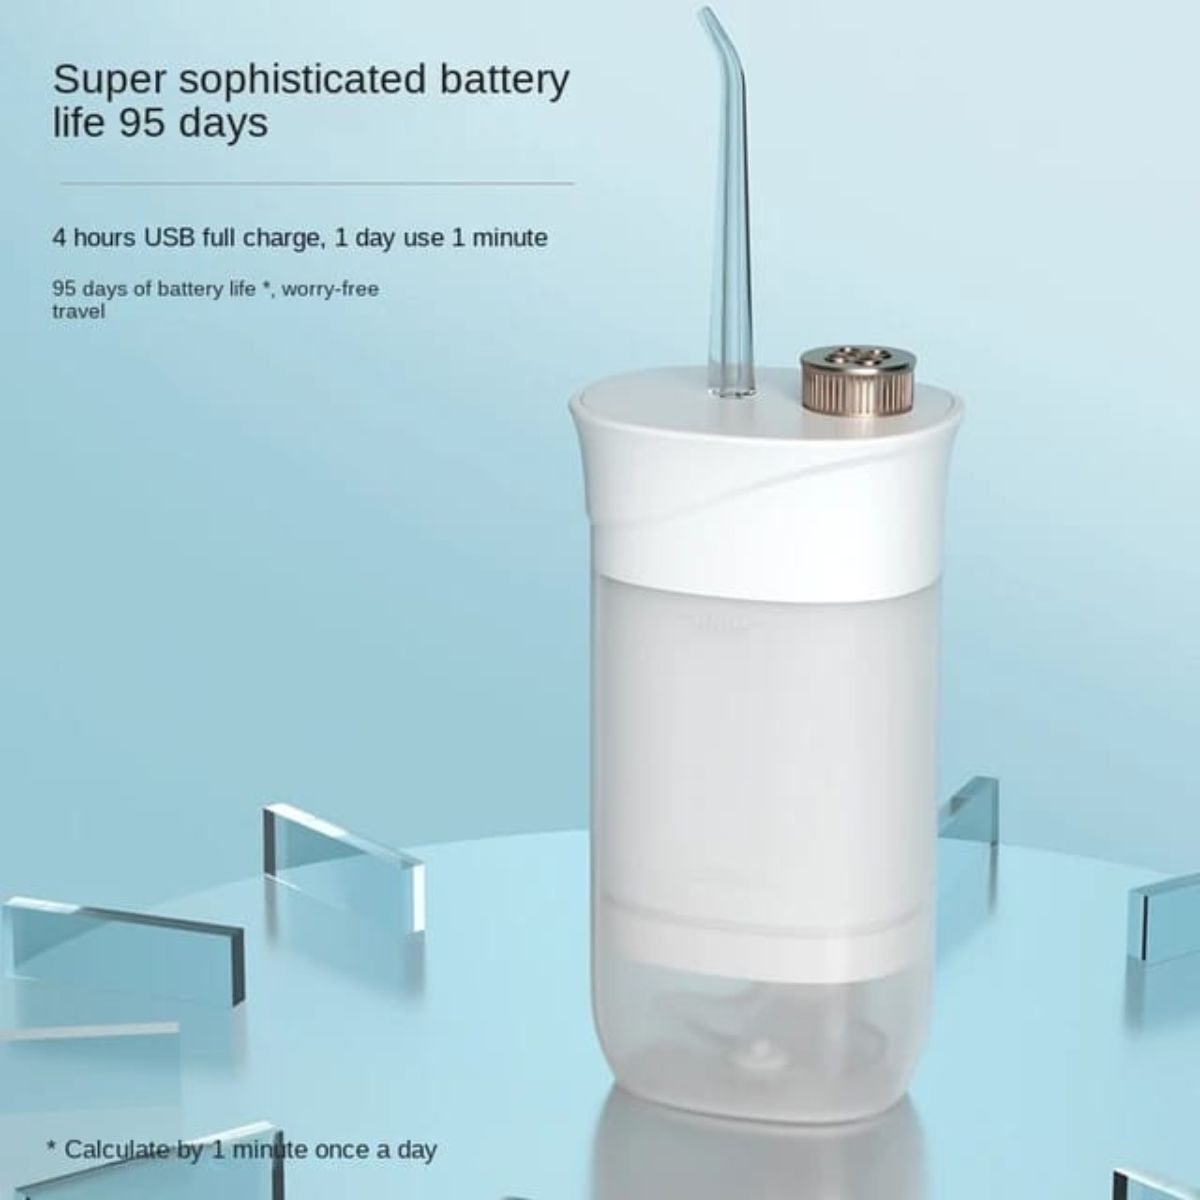 Super sophisticated battery
life 95 days
4 hours USB full charge, 1 day use 1 minute
95 days of battery life *, worry-free
travel
* Calculate by 1 minute once a day